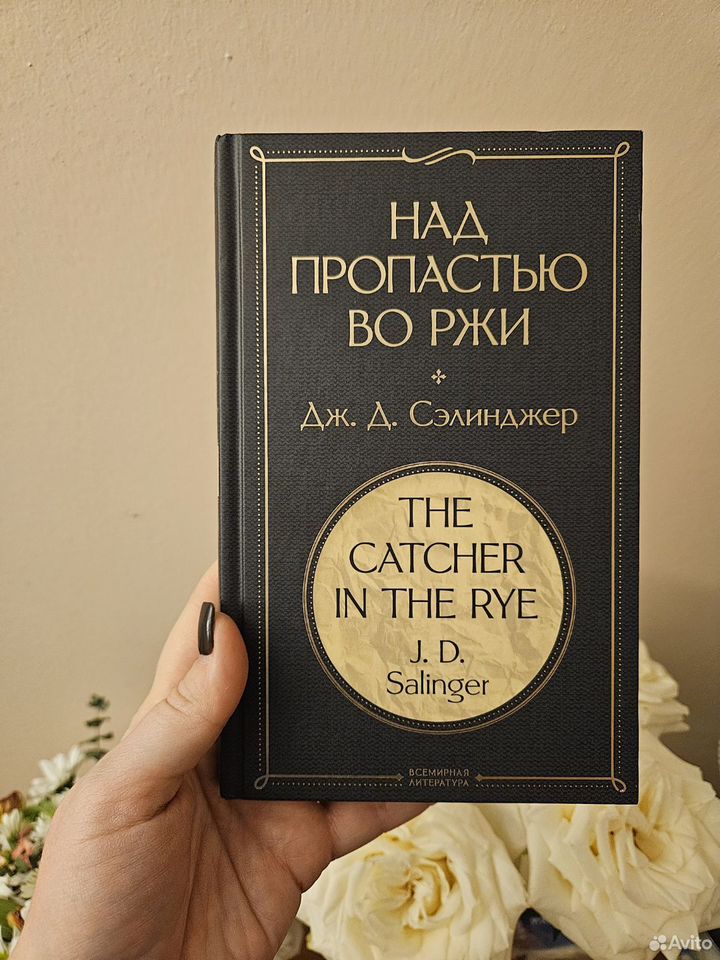 НАД
ПРОПАСТЬЮ
ВО РЖИ
Дж. Д. Сэлинджер
THE
CATCHER
IN THE RYE
J. D.
Salinger
ВСЕМИРНАЯ
ЛИТЕРАТУРА
Avito